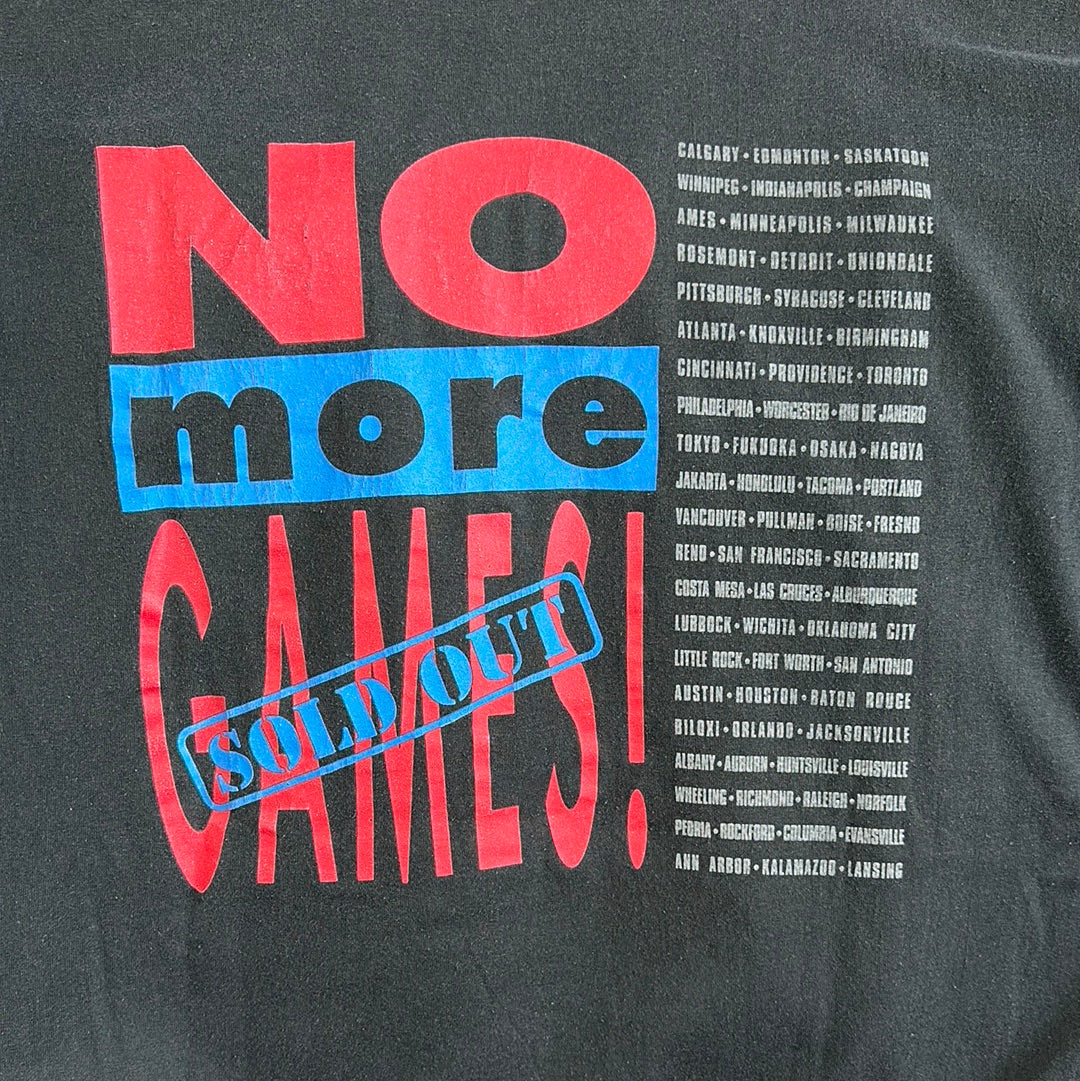 NO
more
GAMES!
SOLD OUT
CALGARY • EDMONTON • SASKATOON
WINNIPEG • INDIANAPOLIS • CHAMPAIGN
AMES • MINNEAPOLIS • MILWAUKEE
ROSEMONT • DETROIT • UNIONDALE
PITTSBURGH • SYRACUSE • CLEVELAND
ATLANTA • KNOXVILLE • BIRMINGHAM
CINCINNATI • PROVIDENCE • TORONTO
PHILADELPHIA • WORCESTER • RIO DE JANEIRO
TOKYO • FUKUOKA • OSAKA • NAGOYA
JAKARTA • HONOLULU • TACOMA • PORTLAND
VANCOUVER • PULLMAN • BOISE • FRESNO
RENO • SAN FRANCISCO • SACRAMENTO
COSTA MESA • LAS CRUCES • ALBURQUERQUE
LUBBOCK • WICHITA • OKLAHOMA CITY
LITTLE ROCK • FORT WORTH • SAN ANTONIO
AUSTIN • HOUSTON • BATON ROUGE
BILOXI • ORLANDO • JACKSONVILLE
ALBANY • AUBURN • HUNTSVILLE • LOUISVILLE
WHEELING • RICHMOND • RALEIGH • NORFOLK
PEORIA • ROCKFORD • COLUMBIA • EVANSVILLE
ANN ARBOR • KALAMAZOO • LANSING